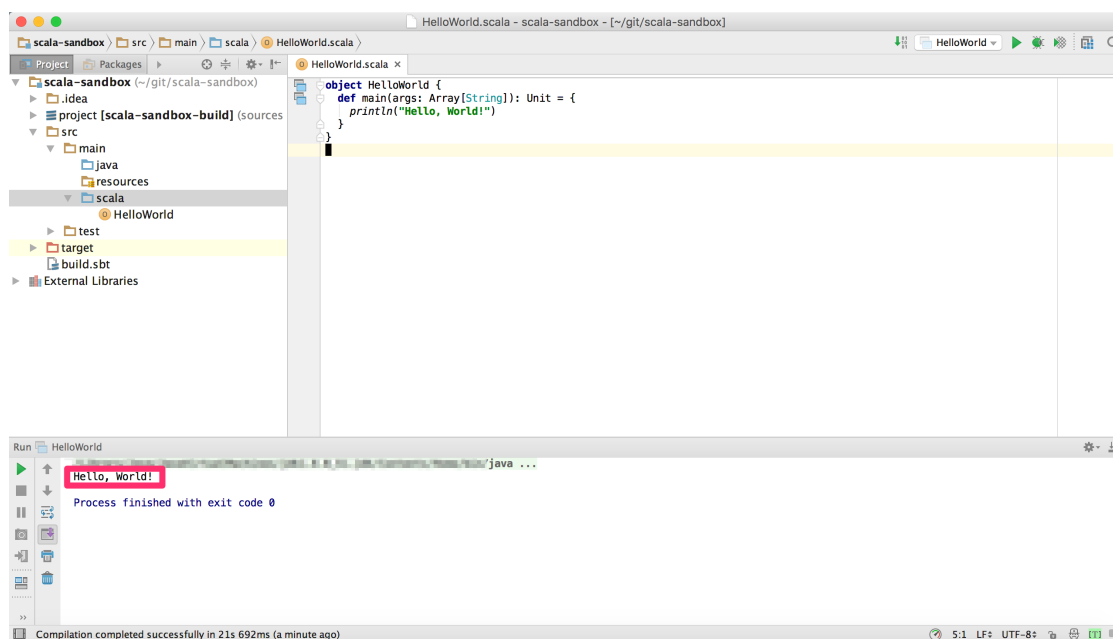 HelloWorld.scala - scala-sandbox - [~/git/scala-sandbox]
scala-sandbox src main scala HelloWorld.scala
HelloWorld
Project Packages
HelloWorld.scala ×
scala-sandbox (~/git/scala-sandbox)
.idea
project [scala-sandbox-build] (sources
src
main
java
resources
scala
HelloWorld
test
target
build.sbt
External Libraries
object HelloWorld {
def main(args: Array[String]): Unit = {
println("Hello, World!")
}
}
Run HelloWorld
/java ...
Hello, World!
Process finished with exit code 0
Compilation completed successfully in 21s 692ms (a minute ago)
5:1 LF UTF-8 [T]